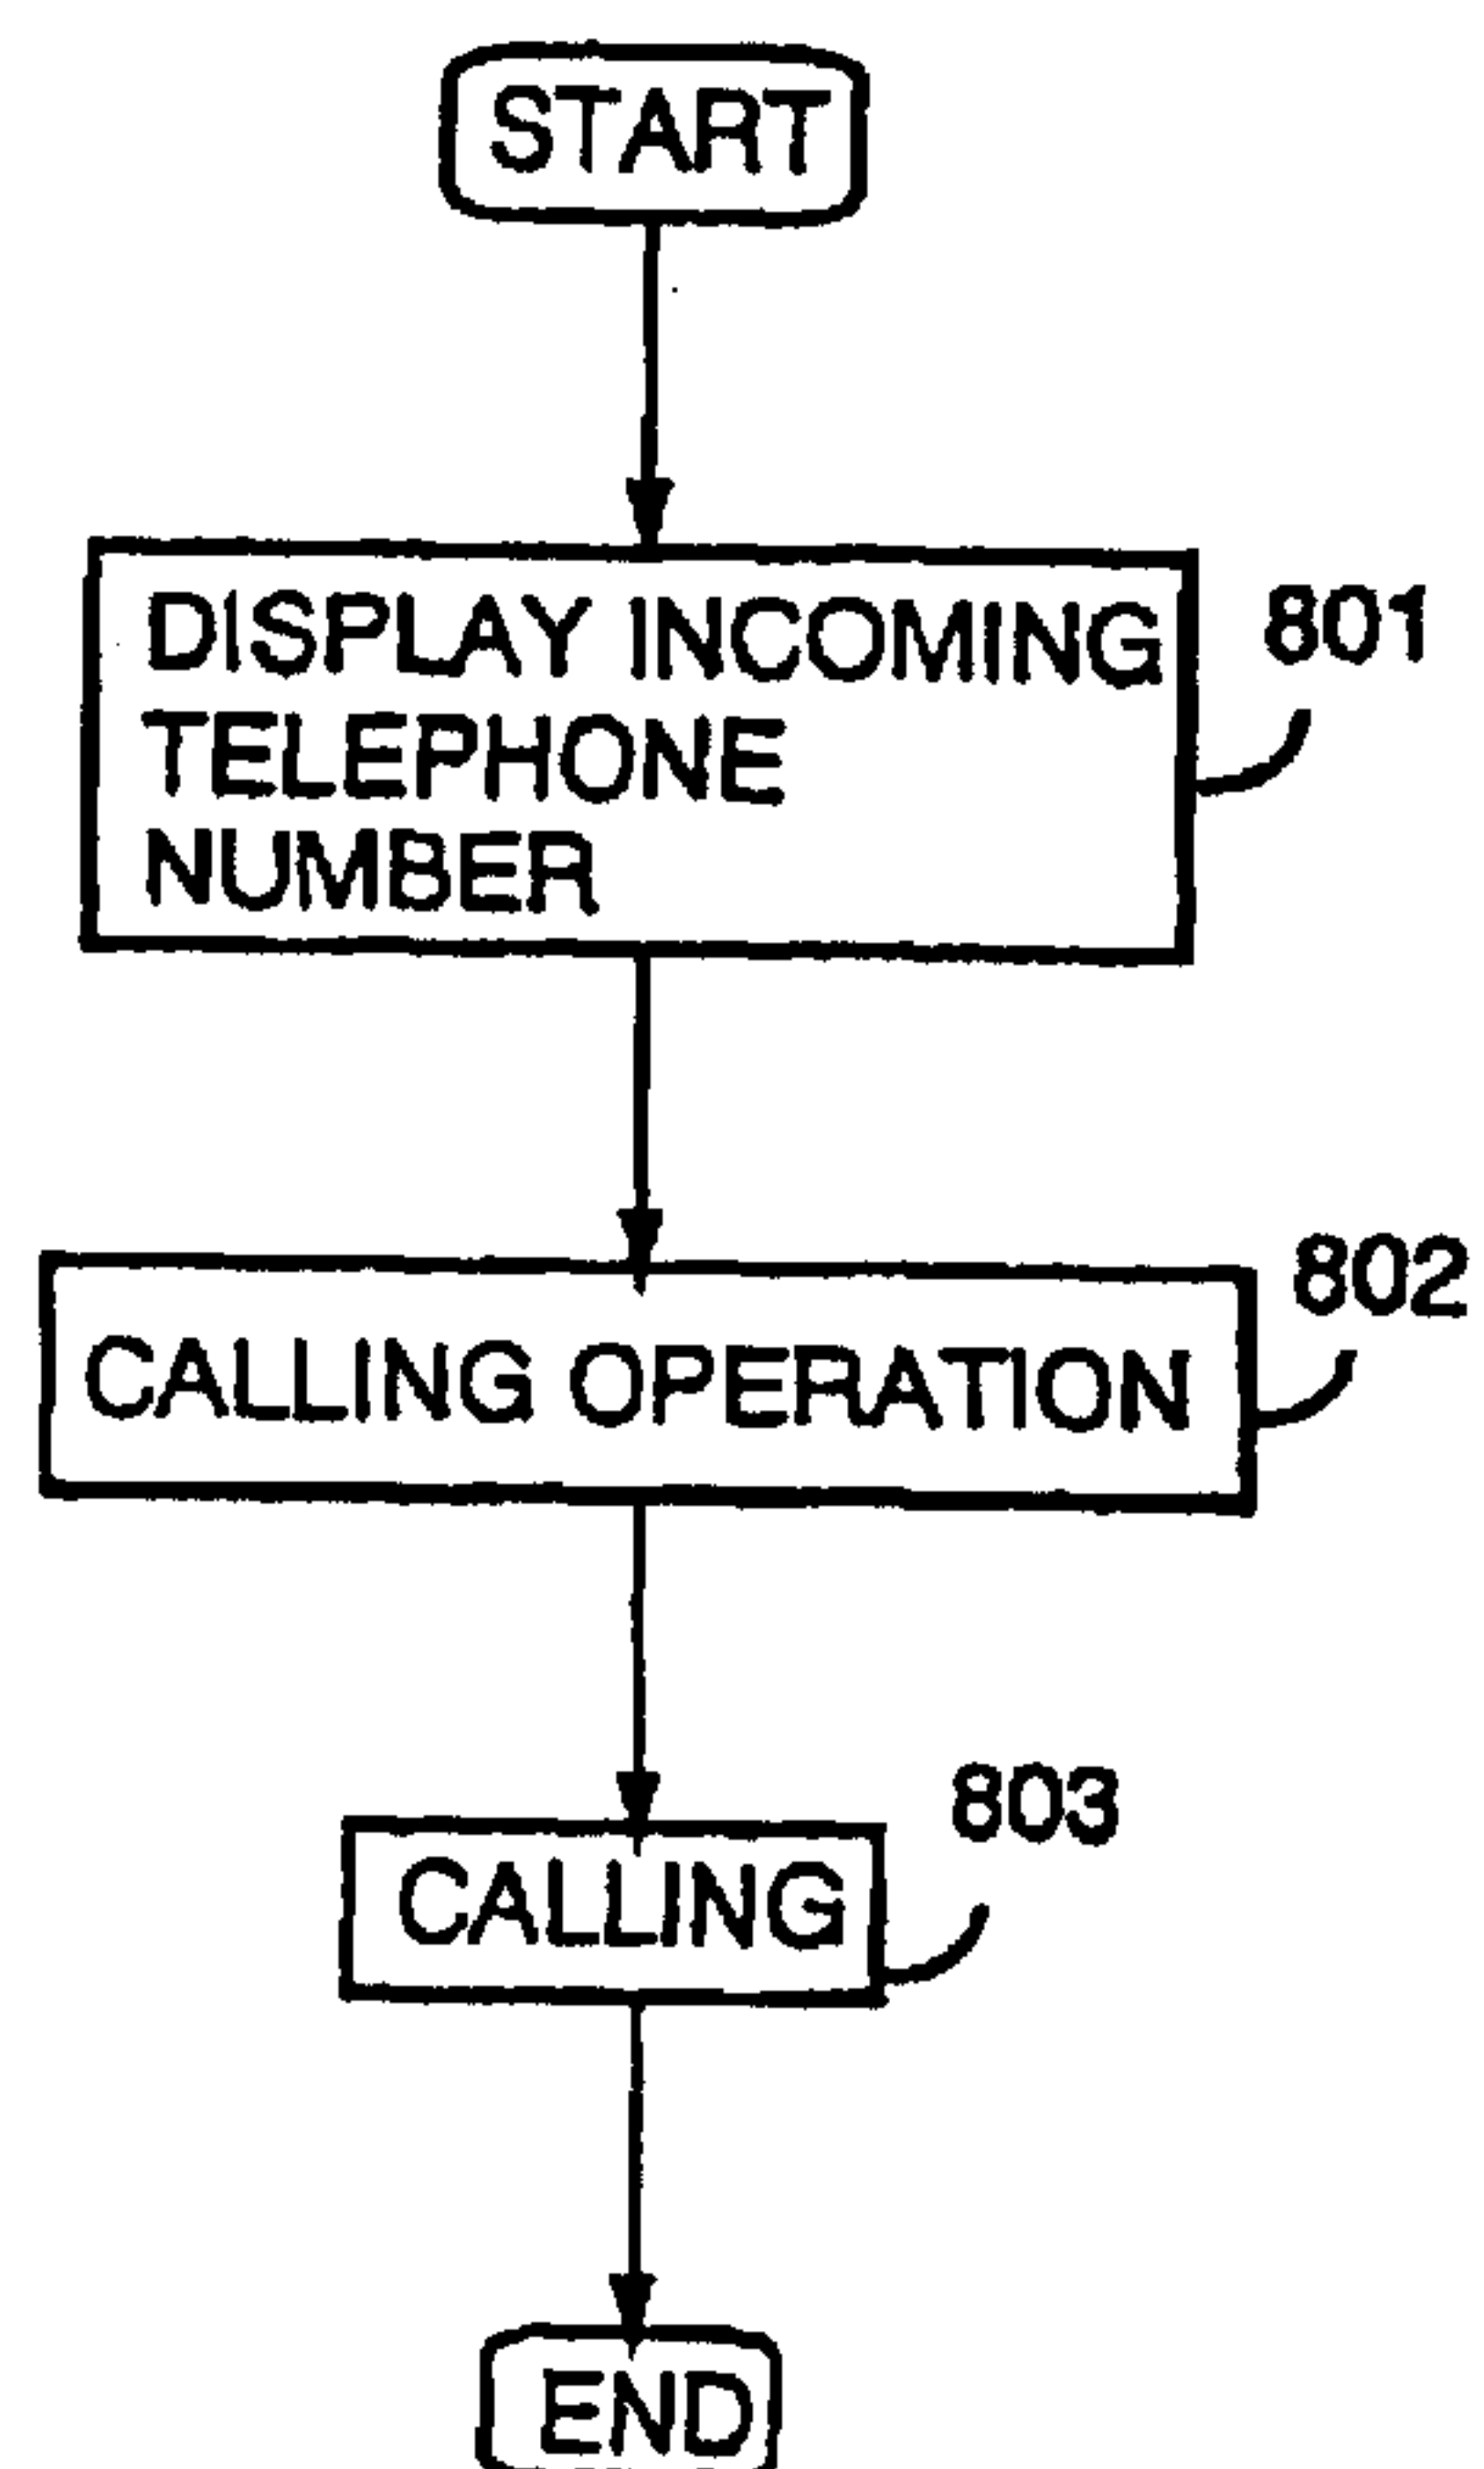 START
DISPLAY INCOMING
TELEPHONE
NUMBER
801
CALLING OPERATION
802
CALLING
803
END